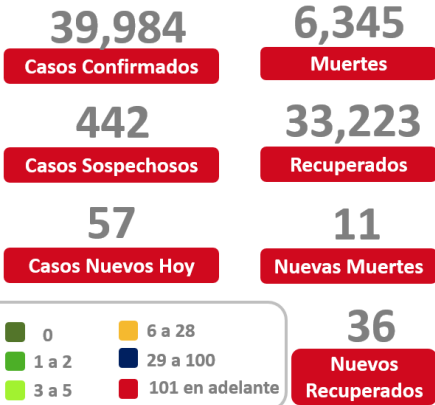 39,984
6,345
Casos Confirmados
Muertes
442
33,223
Casos Sospechosos
Recuperados
57
11
Casos Nuevos Hoy
Nuevas Muertes
0
6 a 28
36
1 a 2
29 a 100
Nuevos
3 a 5
101 en adelante
Recuperados